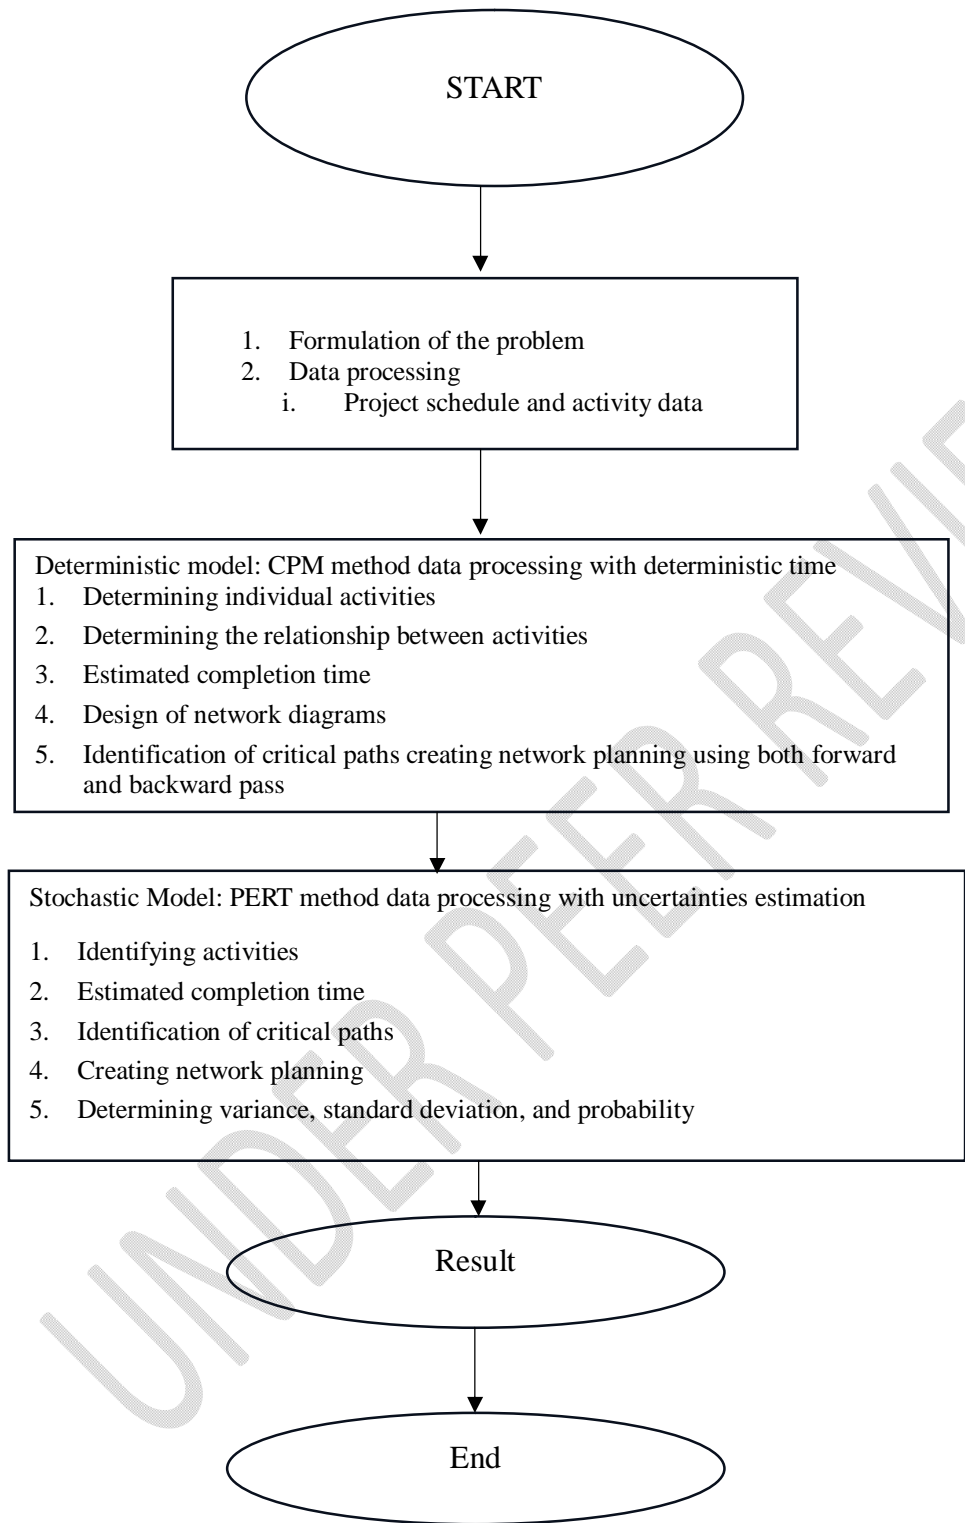 START
1. Formulation of the problem
2. Data processing
i. Project schedule and activity data
Deterministic model: CPM method data processing with deterministic time
1. Determining individual activities
2. Determining the relationship between activities
3. Estimated completion time
4. Design of network diagrams
5. Identification of critical paths creating network planning using both forward
and backward pass
Stochastic Model: PERT method data processing with uncertainties estimation
1. Identifying activities
2. Estimated completion time
3. Identification of critical paths
4. Creating network planning
5. Determining variance, standard deviation, and probability
Result
End
UNDER PEER REVIE